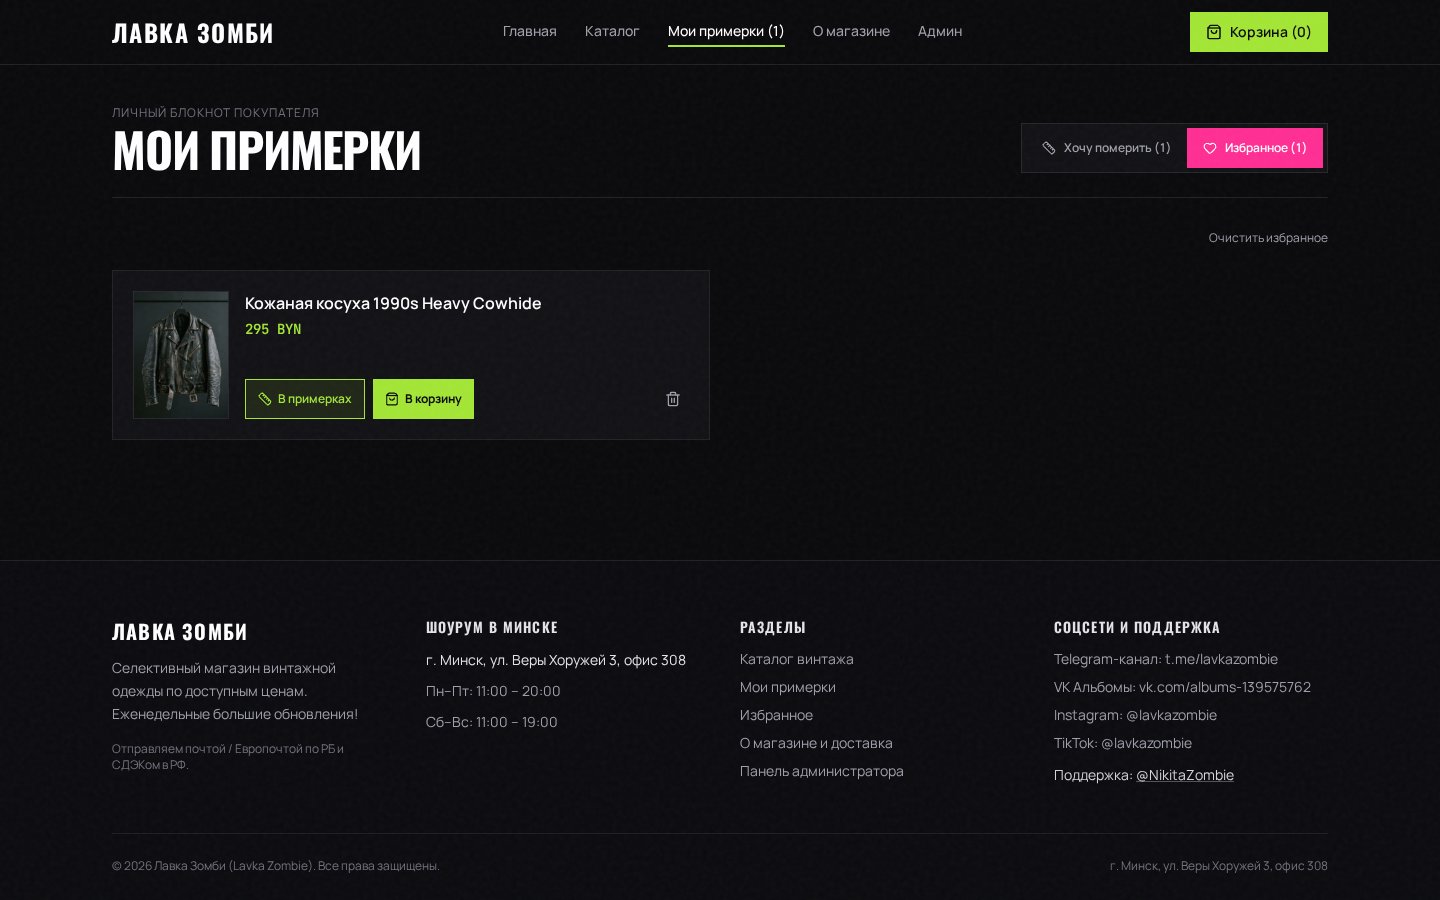 ЛАВКА ЗОМБИ
Главная
Каталог
Мои примерки (1)
О магазине
Админ
Корзина (0)
ЛИЧНЫЙ БЛОКНОТ ПОКУПАТЕЛЯ
МОИ ПРИМЕРКИ
Хочу померить (1)
Избранное (1)
Очистить избранное
Кожаная косуха 1990s Heavy Cowhide
295 BYN
В примерках
В корзину
ЛАВКА ЗОМБИ
Селективный магазин винтажной
одежды по доступным ценам.
Еженедельные большие обновления!
Отправляем почтой / Европочтой по РБ и
СДЭКом в РФ.
ШОУРУМ В МИНСКЕ
г. Минск, ул. Веры Хоружей 3, офис 308
Пн–Пт: 11:00 – 20:00
Сб–Вс: 11:00 – 19:00
РАЗДЕЛЫ
Каталог винтажа
Мои примерки
Избранное
О магазине и доставка
Панель администратора
СОЦСЕТИ И ПОДДЕРЖКА
Telegram-канал: t.me/lavkazombie
VK Альбомы: vk.com/albums-139575762
Instagram: @lavkazombie
TikTok: @lavkazombie
Поддержка: @NikitaZombie
© 2026 Лавка Зомби (Lavka Zombie). Все права защищены.
г. Минск, ул. Веры Хоружей 3, офис 308